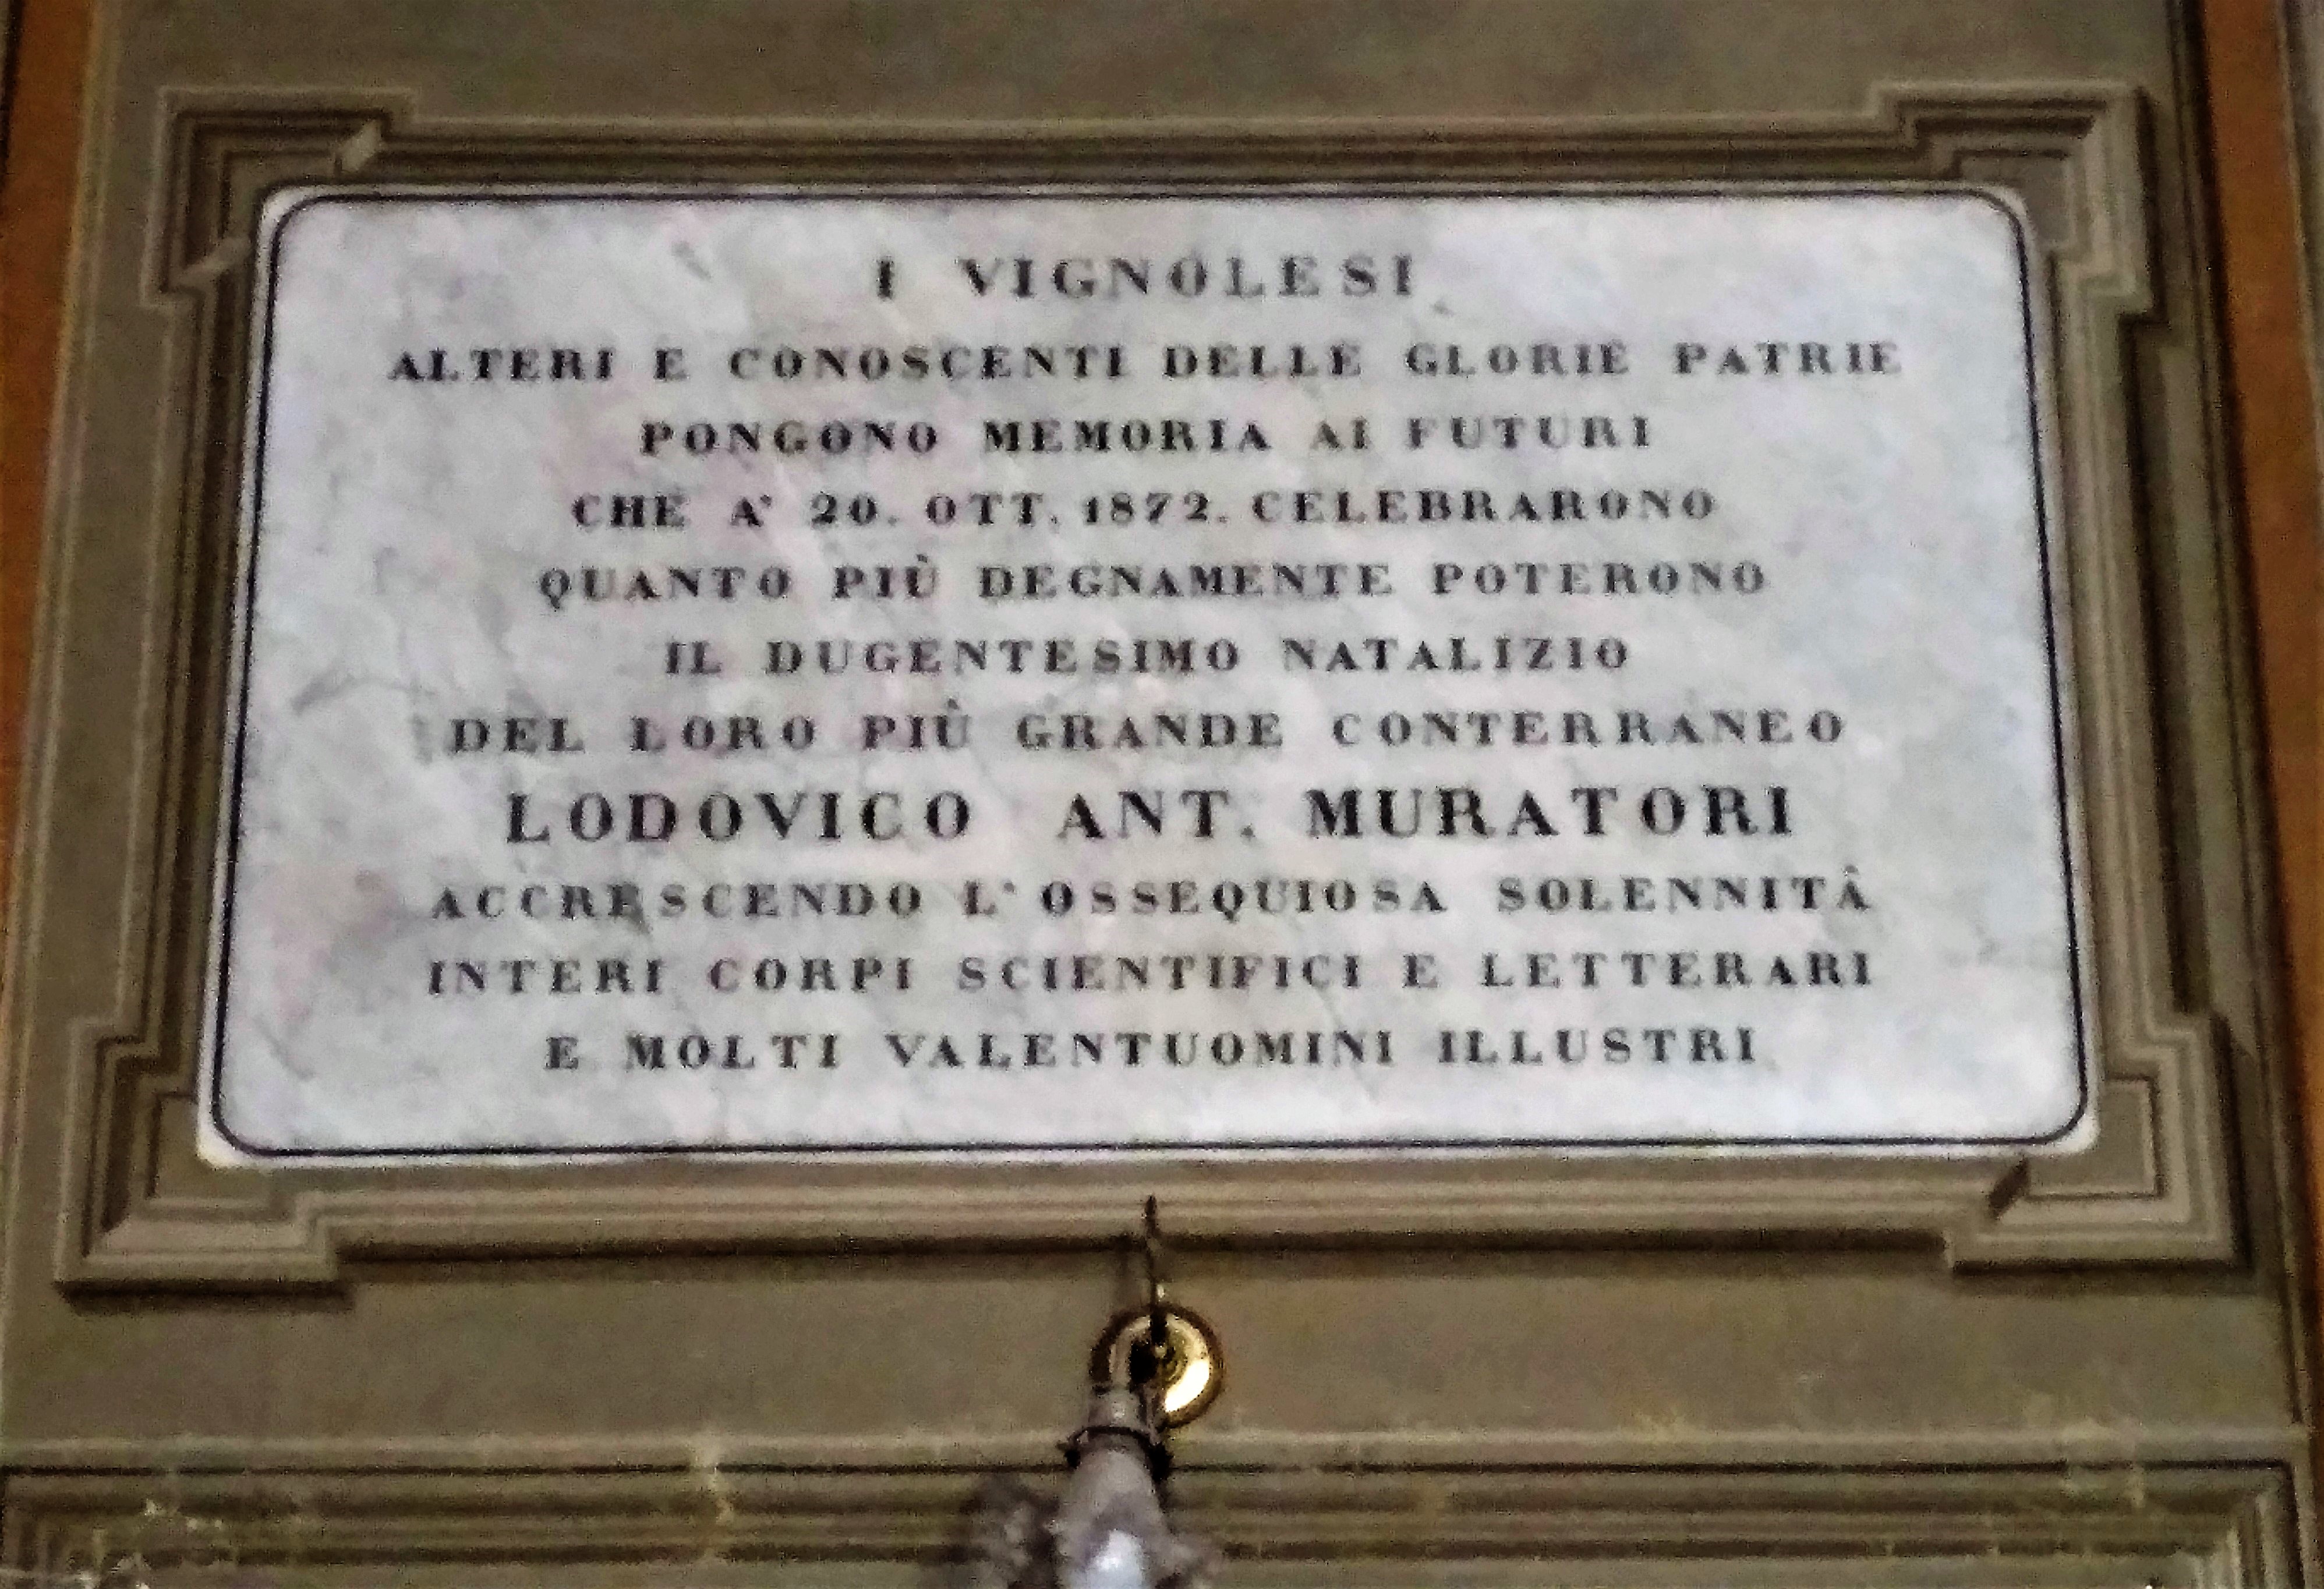 I VIGNOLESI
ALTERI E CONOSCENTI DELLE GLORIE PATRIE
PONGONO MEMORIA AI FUTURI
CHE A' 20. OTT. 1872. CELEBRARONO
QUANTO PIÙ DEGNAMENTE POTERONO
IL DUGENTESIMO NATALIZIO
DEL LORO PIÙ GRANDE CONTERRANEO
LODOVICO ANT. MURATORI
ACCRESCENDO L'OSSEQUIOSA SOLENNITÀ
INTERI CORPI SCIENTIFICI E LETTERARI
E MOLTI VALENTUOMINI ILLUSTRI